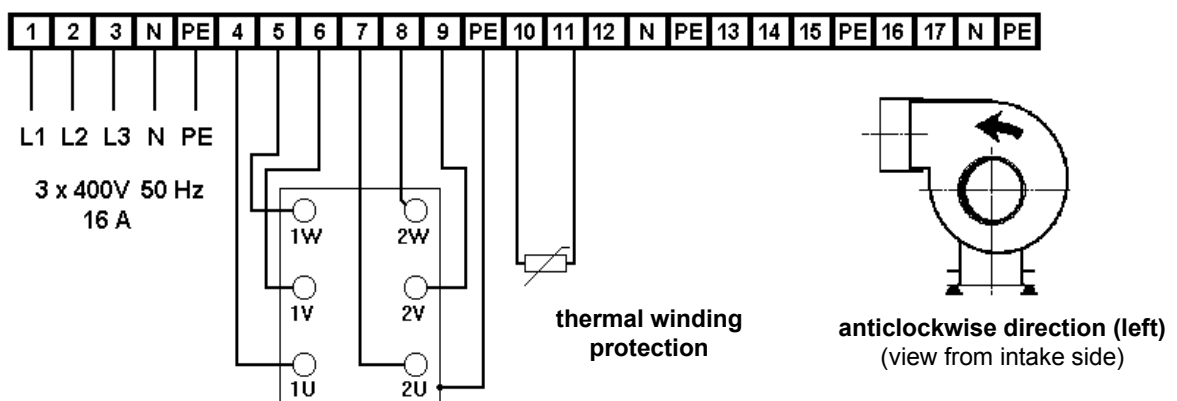 1 2 3 N PE 4 5 6 7 8 9 PE 10 11 12 N PE 13 14 15 PE 16 17 N PE
L1 L2 L3 N PE
3 x 400V 50 Hz
16 A
1W 2W
1V 2V
1U 2U
thermal winding
protection
anticlockwise direction (left)
(view from intake side)